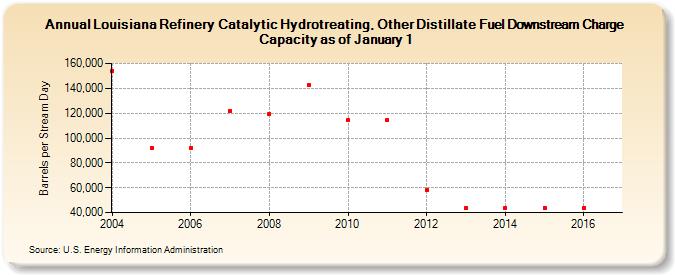 Annual Louisiana Refinery Catalytic Hydrotreating, Other Distillate Fuel Downstream Charge
Capacity as of January 1
Barrels per Stream Day
160,000
140,000
120,000
100,000
80,000
60,000
40,000
2004 2006 2008 2010 2012 2014 2016
Source: U.S. Energy Information Administration